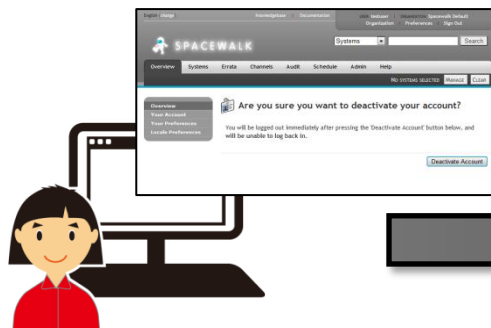 English (change) Knowledgebase | Documentation USER: testuser | ORGANIZATION: Spacewalk Default
Organization | Preferences | Sign Out
SPACEWALK
Systems Search
Overview Systems Errata Channels Audit Schedule Admin Help
NO SYSTEMS SELECTED MANAGE CLEAR
Overview
Your Account
Your Preferences
Locale Preferences
Are you sure you want to deactivate your account?
You will be logged out immediately after pressing the 'Deactivate Account' button below, and
will be unable to log back in.
Deactivate Account